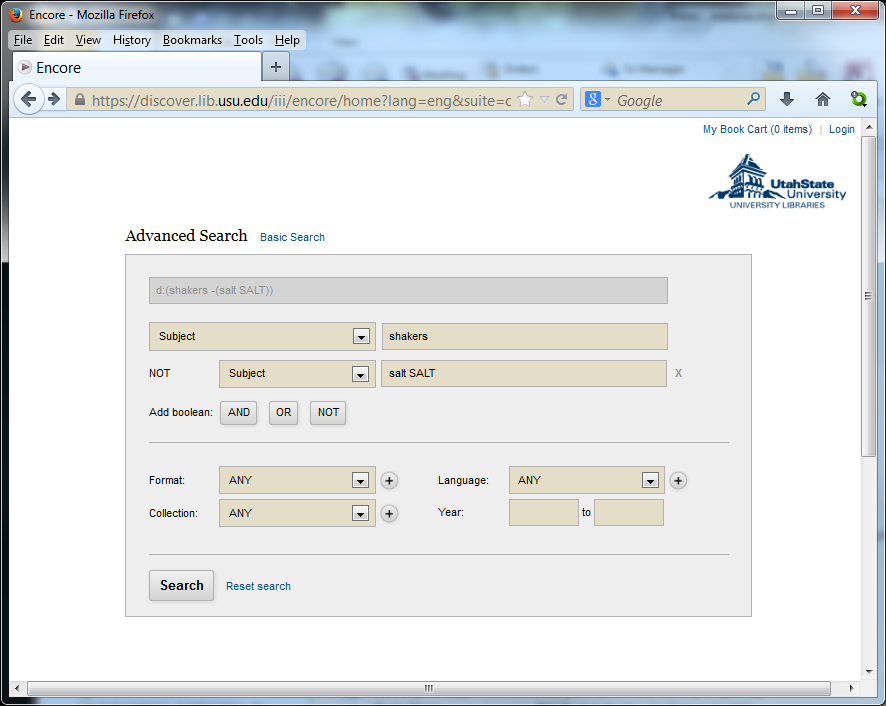 Encore - Mozilla Firefox
File Edit View History Bookmarks Tools Help
Encore +
https://discover.lib.usu.edu/iii/encore/home?lang=eng&suite=c 8 Google
My Book Cart (0 items) | Login
UtahState
University
UNIVERSITY LIBRARIES
Advanced Search Basic Search
d:(shakers -(salt SALT))
Subject shakers
NOT Subject salt SALT X
Add boolean: AND OR NOT
Format: ANY + Language: ANY +
Collection: ANY + Year: to
Search Reset search